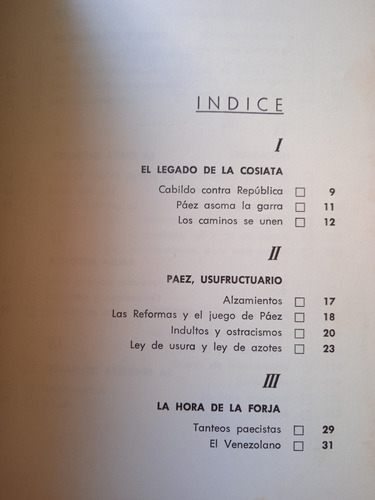 INDICE
I
EL LEGADO DE LA COSIATA
Cabildo contra República 9
Páez asoma la garra 11
Los caminos se unen 12
II
PAEZ, USUFRUCTUARIO
Alzamientos 17
Las Reformas y el juego de Páez 18
Indultos y ostracismos 20
Ley de usura y ley de azotes 23
III
LA HORA DE LA FORJA
Tanteos paecistas 29
El Venezolano 31